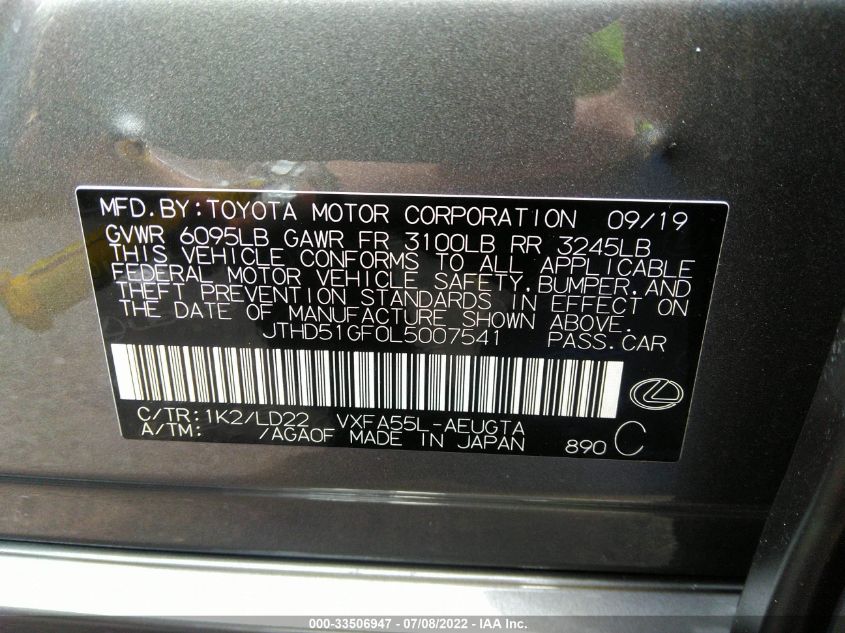 MFD.BY:TOYOTA MOTOR CORPORATION 09/19
GVWR 6095LB GAWR FR 3100LB RR 3245LB
THIS VEHICLE CONFORMS TO ALL APPLICABLE
FEDERAL MOTOR VEHICLE SAFETY,BUMPER,AND
THEFT PREVENTION STANDARDS IN EFFECT ON
THE DATE OF MANUFACTURE SHOWN ABOVE.
JTHD51GF0L5007541 PASS.CAR
C/TR:1K2/LD22 VXFA55L-AEUGTA
A/TM: /AGA0F MADE IN JAPAN 890 C
000-33506947 - 07/08/2022 - © IAA Inc.